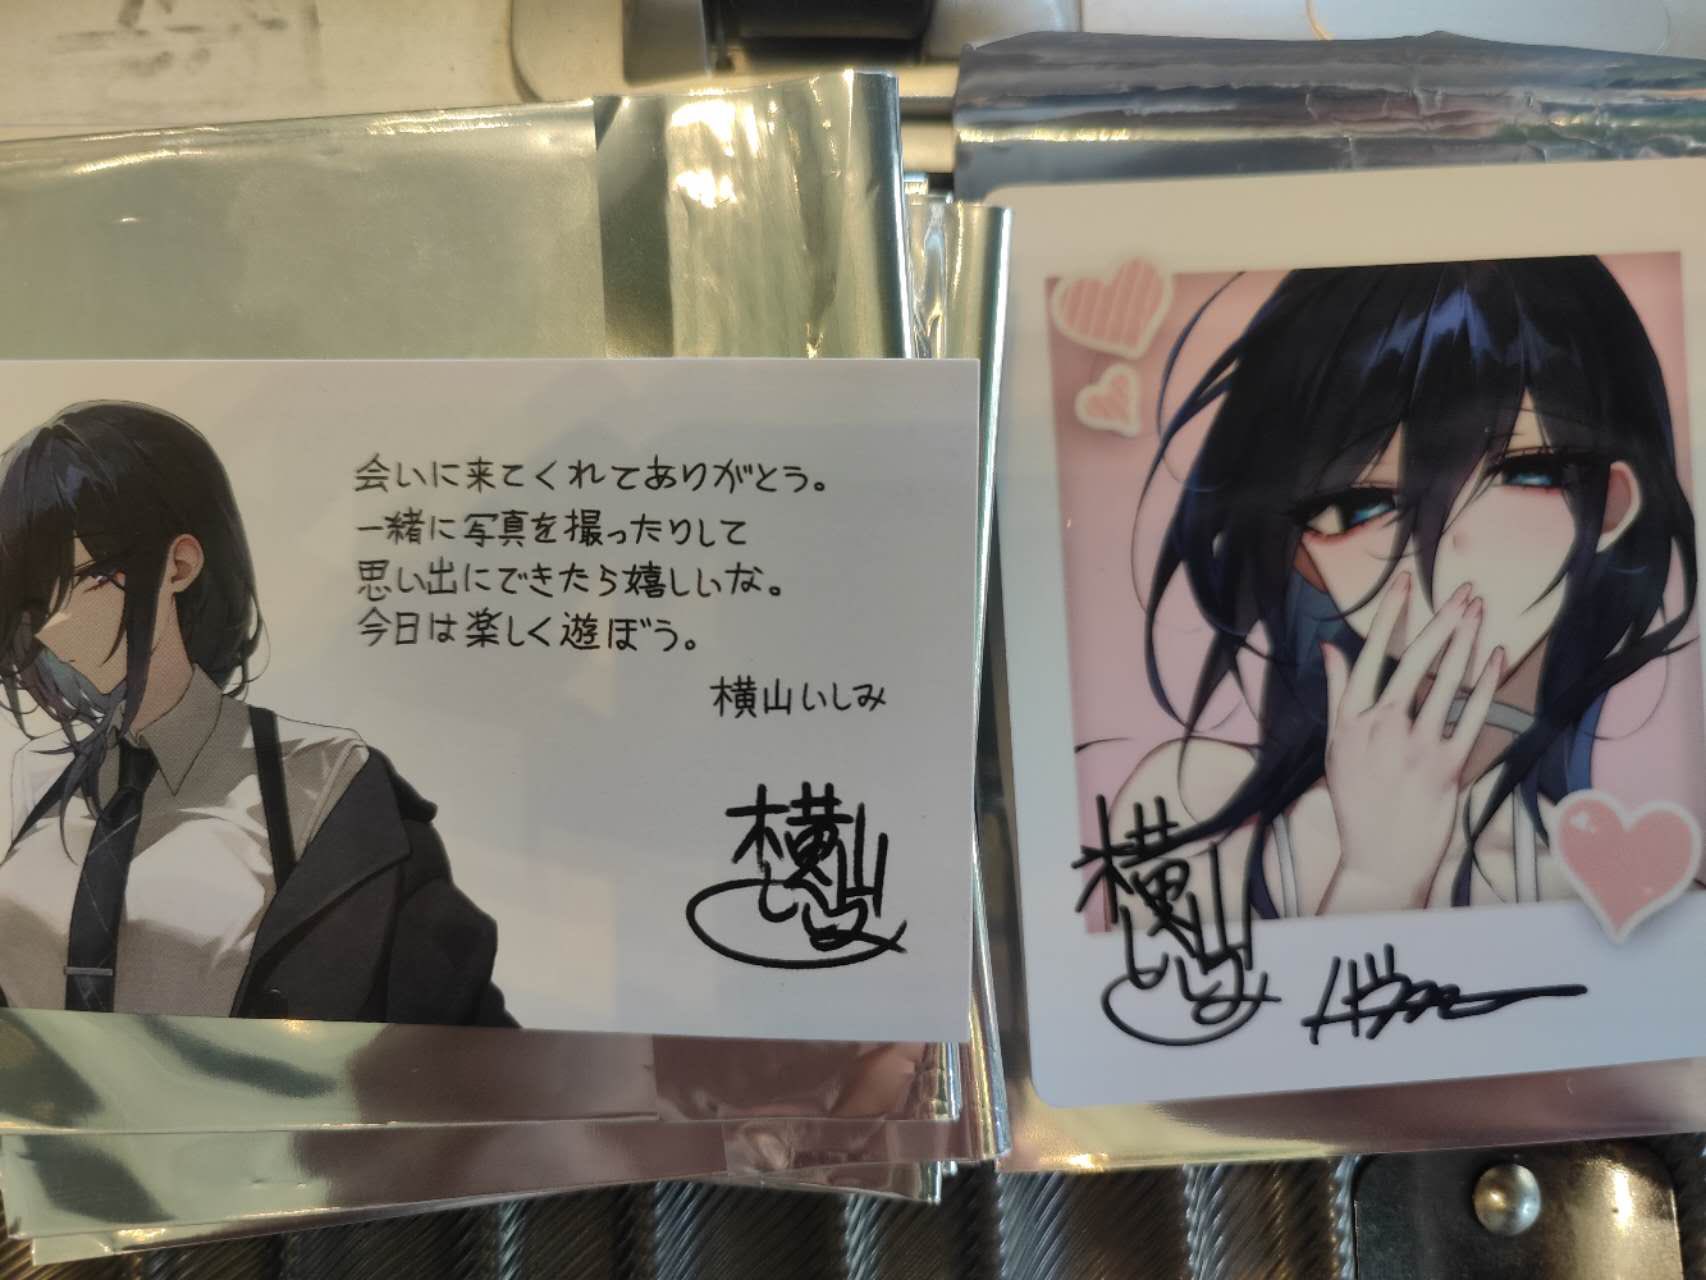 会いに来てくれてありがとう。
一緒に写真を撮ったりして
思い出にできたら嬉しいな。
今日は楽しく遊ぼう。
横山いしみ
横山いしみ
横山いしみ